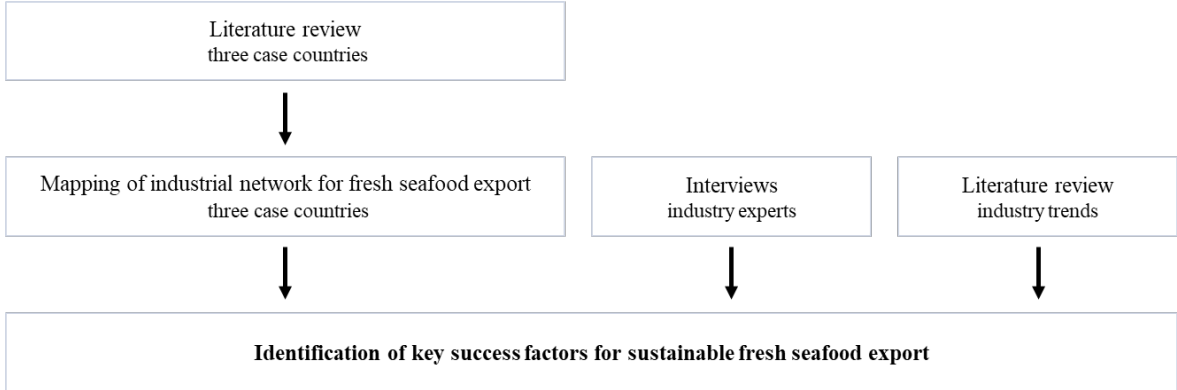 Literature review
three case countries
Mapping of industrial network for fresh seafood export
three case countries
Interviews
industry experts
Literature review
industry trends
Identification of key success factors for sustainable fresh seafood export